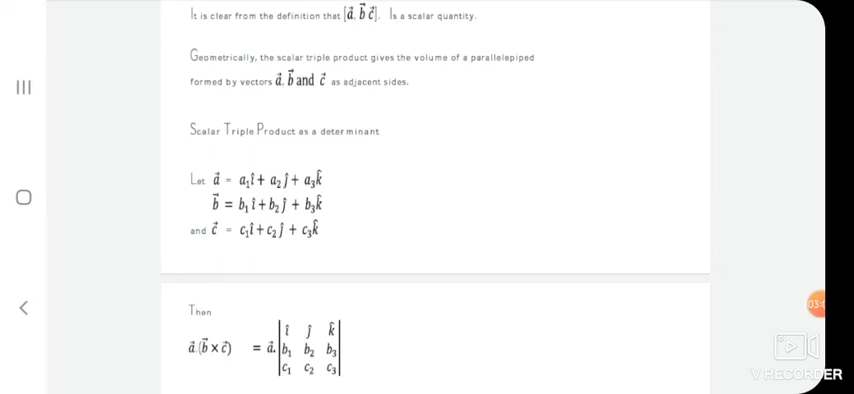 It is clear from the definition that [a⃗, b⃗ c⃗]. Is a scalar quantity.
Geometrically, the scalar triple product gives the volume of a parallelepiped
formed by vectors a⃗, b⃗ and c⃗ as adjacent sides.
Scalar Triple Product as a determinant
Let a⃗ = a₁î + a₂ĵ + a₃k̂
b⃗ = b₁î + b₂ĵ + b₃k̂
and c⃗ = c₁î + c₂ĵ + c₃k̂
Then
î ĵ k̂
a⃗.(b⃗ × c⃗) = a⃗. | b₁ b₂ b₃ |
c₁ c₂ c₃
V RECORDER